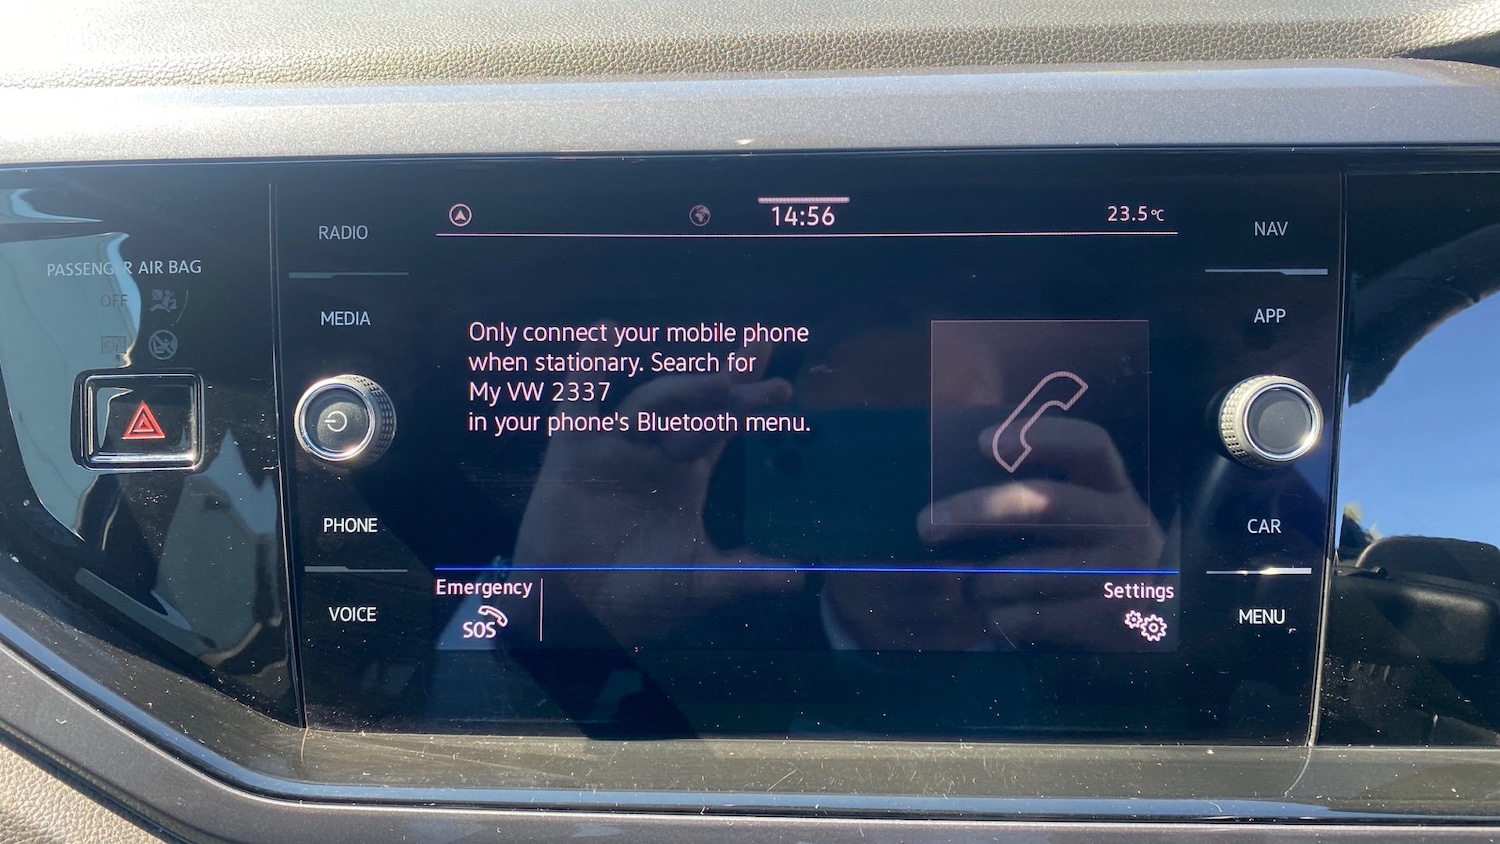 14:56
23.5°C
RADIO
NAV
PASSENGER AIR BAG
OFF
MEDIA
APP
Only connect your mobile phone
when stationary. Search for
My VW 2337
in your phone's Bluetooth menu.
PHONE
CAR
Emergency
SOS
Settings
VOICE
MENU